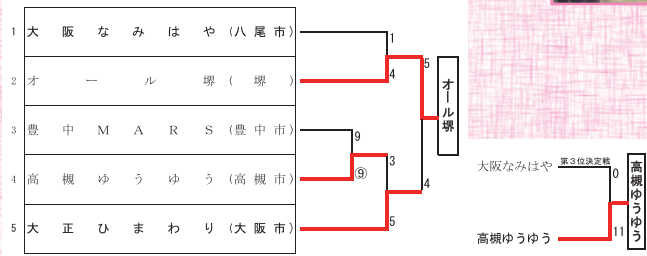 1 大阪なみはや(八尾市)
2 オール堺(堺)
3 豊中MARS(豊中市)
4 高槻ゆうゆう(高槻市)
5 大正ひまわり(大阪市)
1
4
9
⑨
3
5
5
4
オール堺
大阪なみはや
第3位決定戦
0
高槻ゆうゆう
11
高槻ゆうゆう